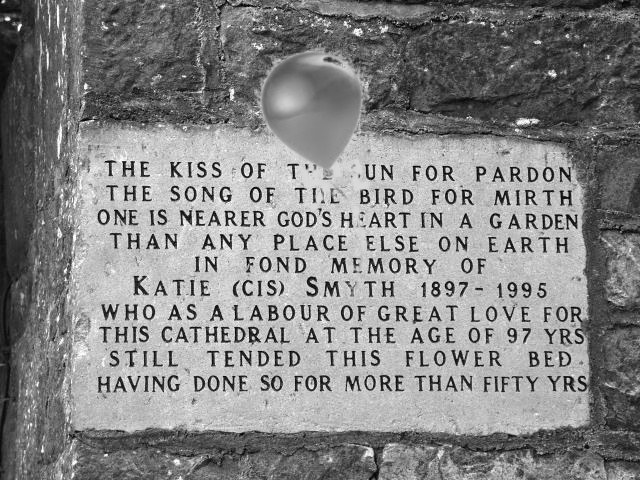 THE KISS OF THE SUN FOR PARDON
THE SONG OF THE BIRD FOR MIRTH
ONE IS NEARER GOD'S HEART IN A GARDEN
THAN ANY PLACE ELSE ON EARTH
IN FOND MEMORY OF
KATIE (CIS) SMYTH 1897-1995
WHO AS A LABOUR OF GREAT LOVE FOR
THIS CATHEDRAL AT THE AGE OF 97 YRS
STILL TENDED THIS FLOWER BED
HAVING DONE SO FOR MORE THAN FIFTY YRS